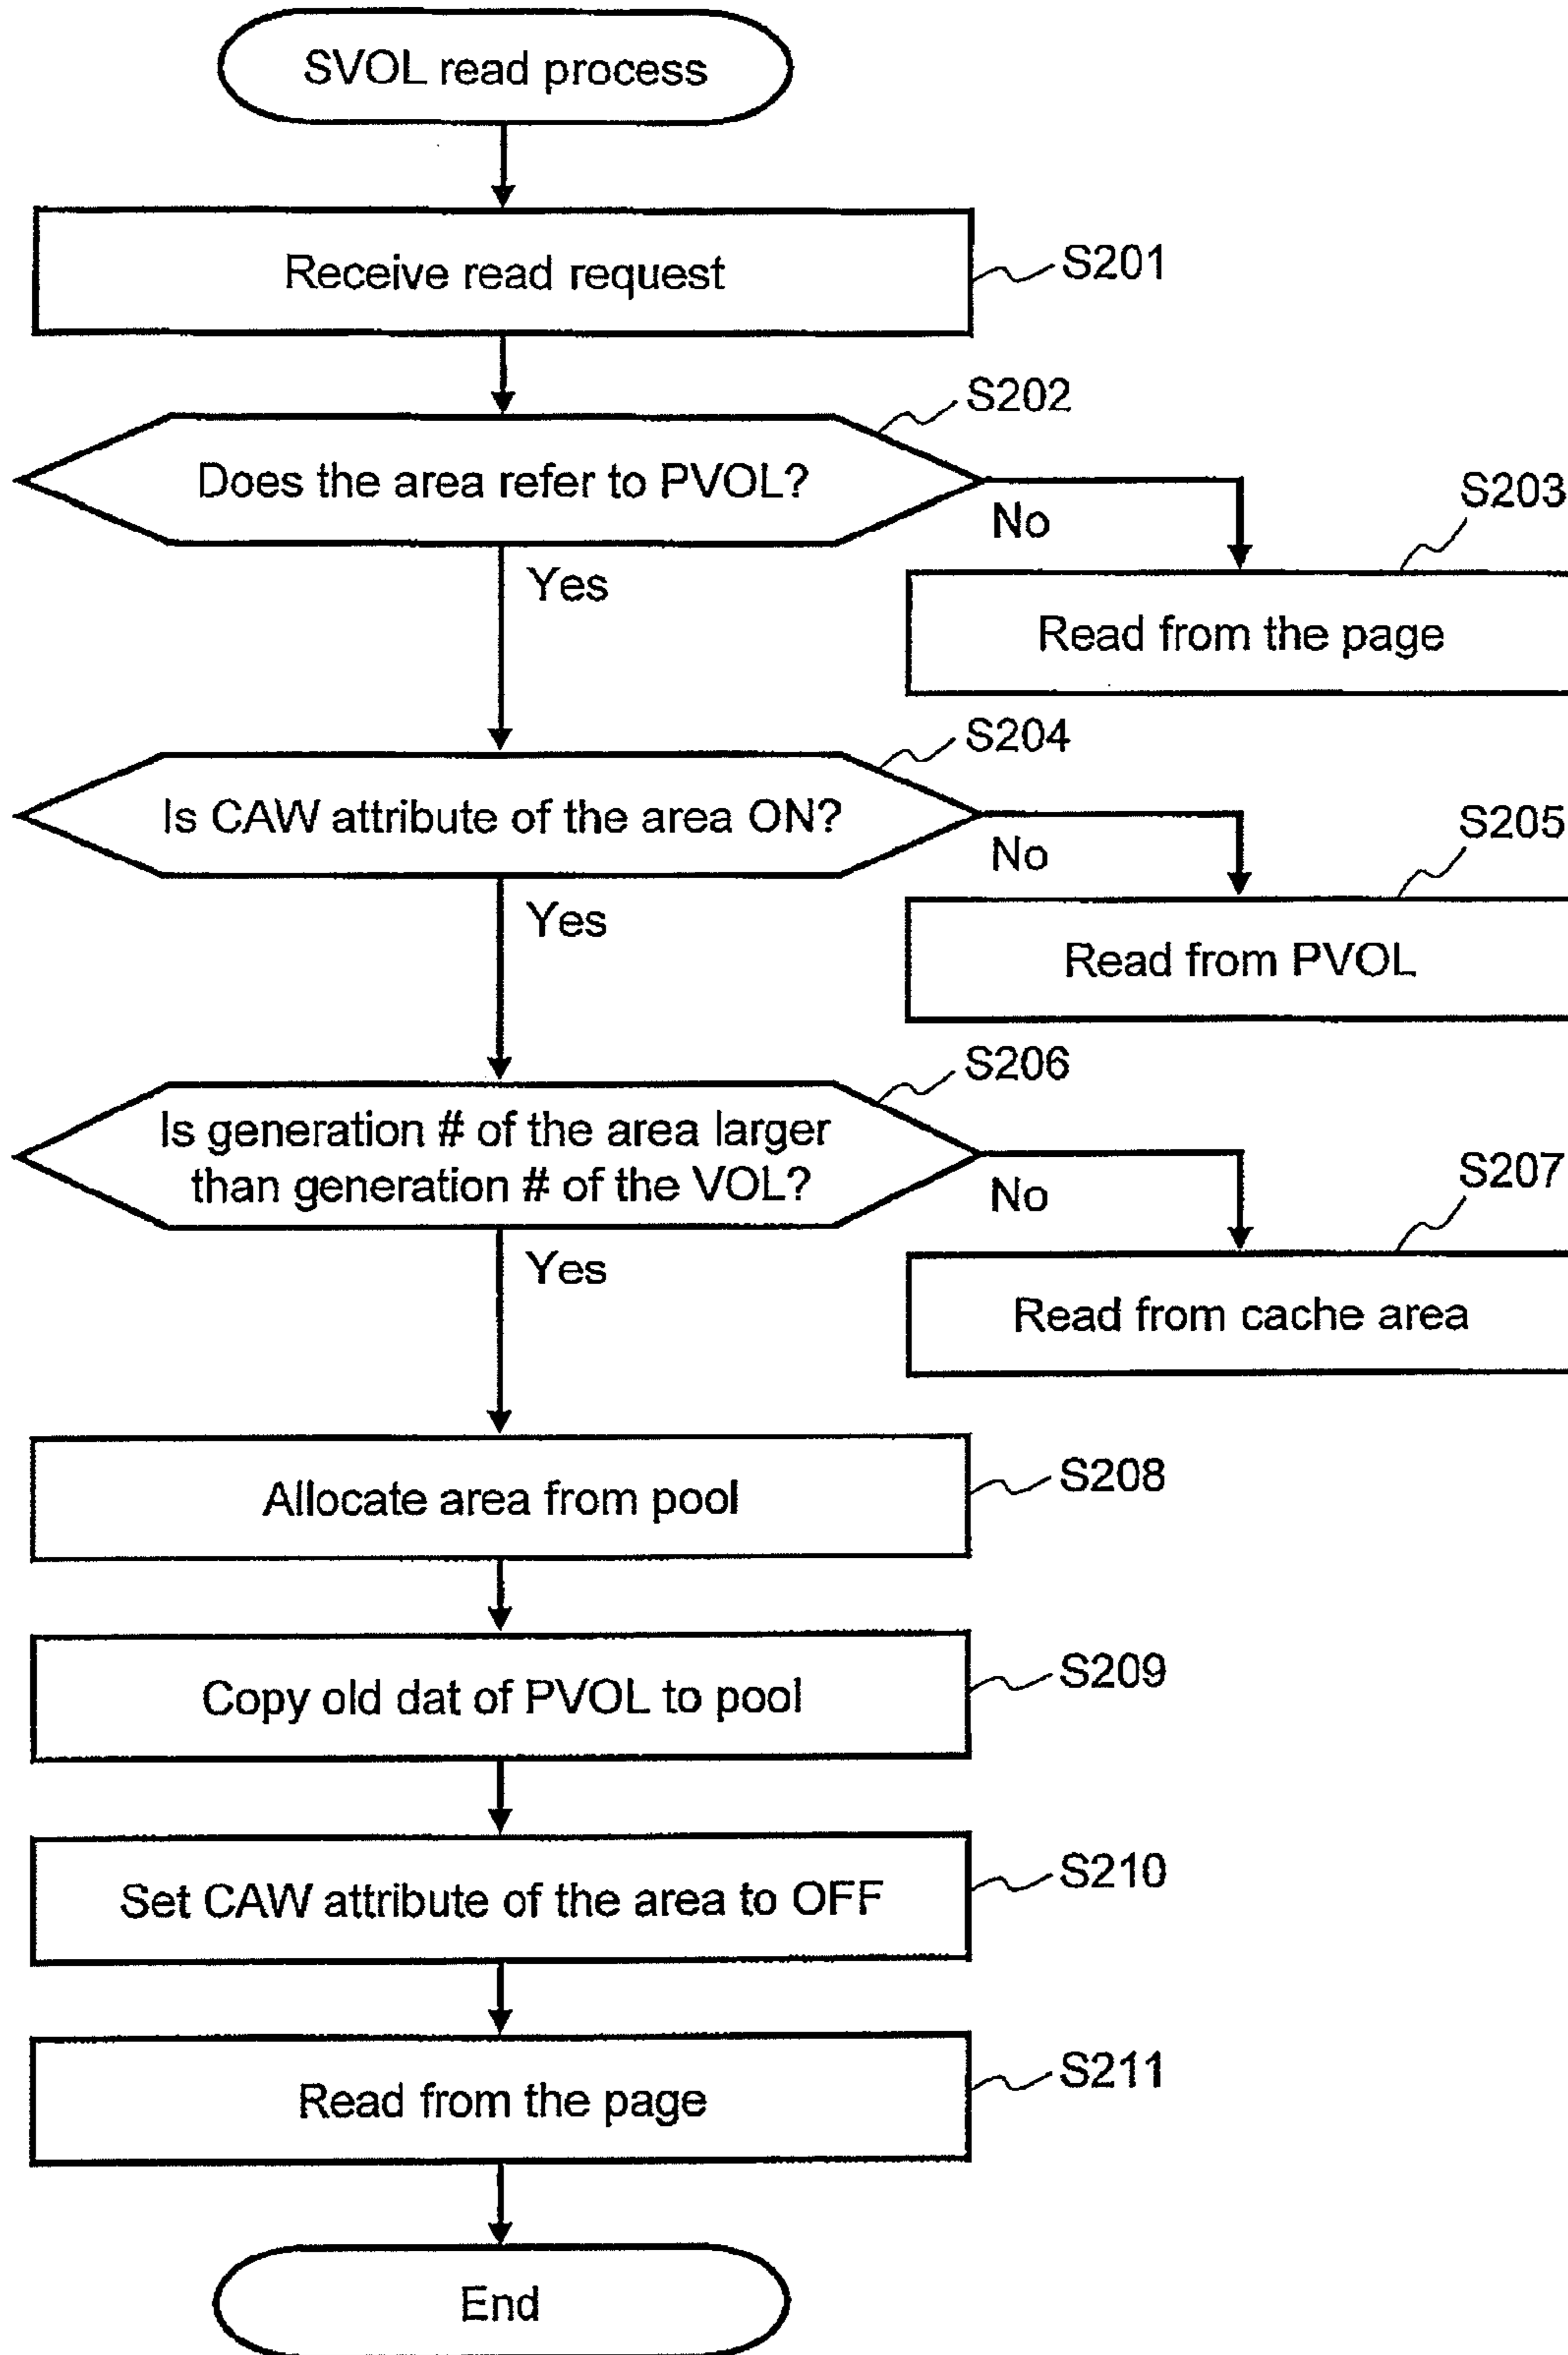 SVOL read process
Receive read request
S201
S202
Does the area refer to PVOL?
No
S203
Yes
Read from the page
S204
Is CAW attribute of the area ON?
No
S205
Yes
Read from PVOL
S206
Is generation # of the area larger
than generation # of the VOL?
No
S207
Yes
Read from cache area
Allocate area from pool
S208
Copy old dat of PVOL to pool
S209
Set CAW attribute of the area to OFF
S210
Read from the page
S211
End